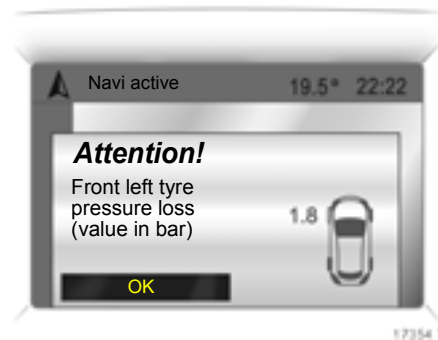 Navi active 19.5° 22:22
Attention!
Front left tyre
pressure loss
(value in bar)
1.8
OK
17354